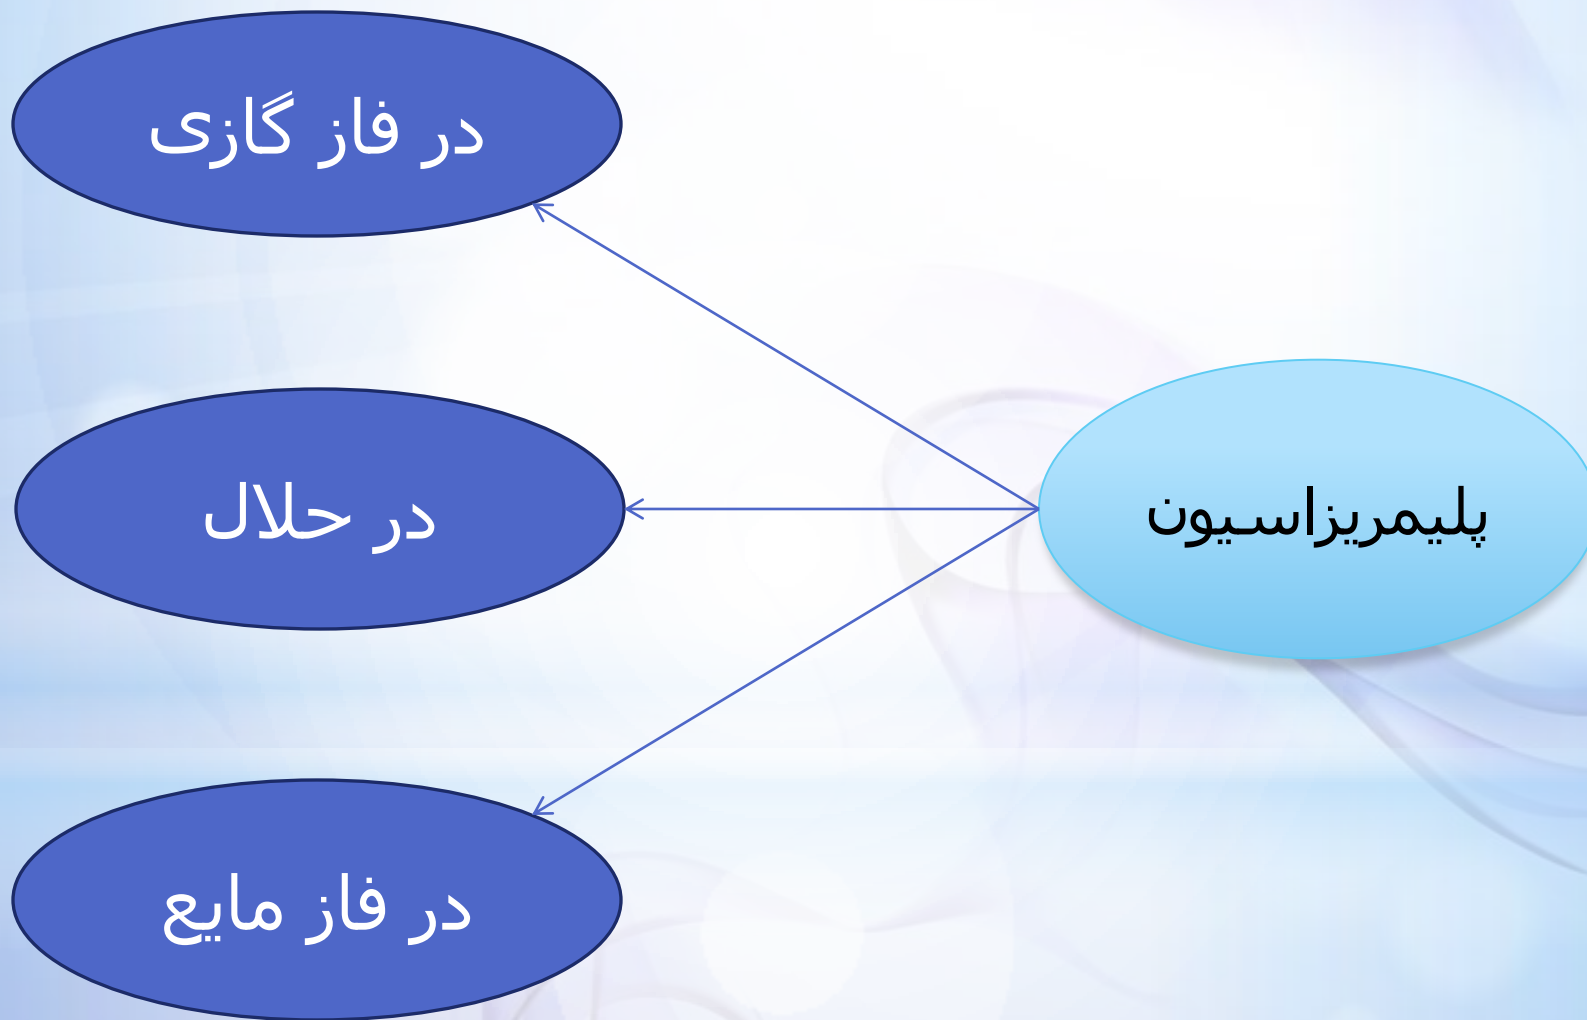 پلیمریزاسیون
در فاز گازی
در حلال
در فاز مایع